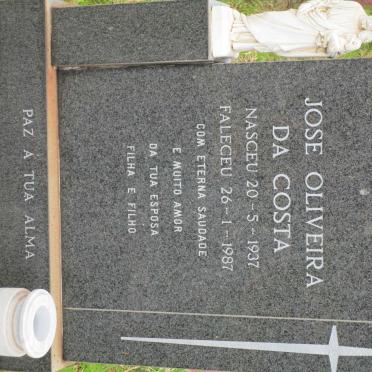 JOSE OLIVEIRA
DA COSTA
NASCEU 20-5-1937
FALECEU 26-1-1987
COM ETERNA SAUDADE
E MUITO AMOR
DA TUA ESPOSA
FILHA E FILHO
PAZ A TUA ALMA